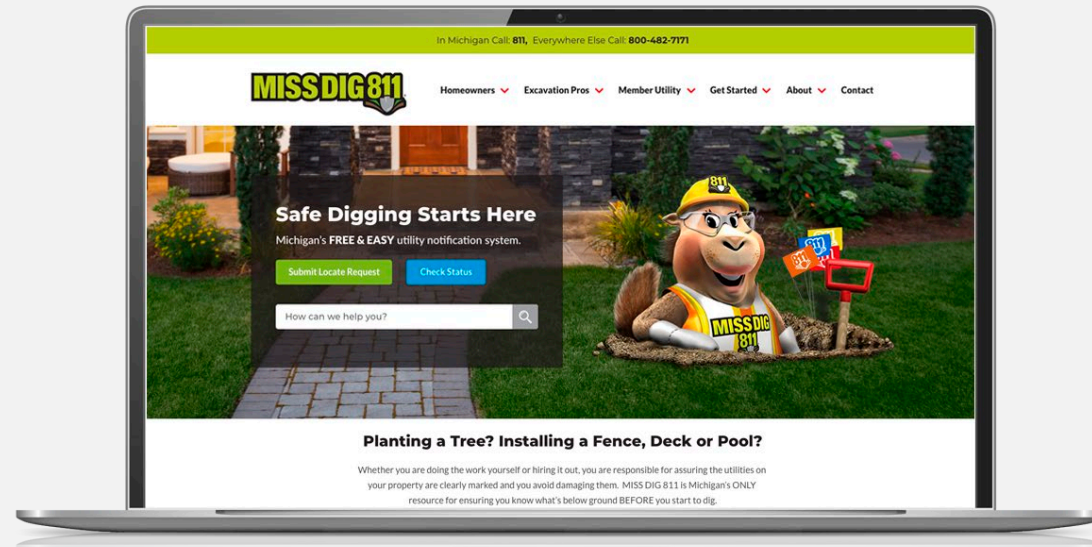 In Michigan Call: 811, Everywhere Else Call: 800-482-7171
MISS DIG 811
Homeowners Excavation Pros Member Utility Get Started About Contact
811
Safe Digging Starts Here
Michigan's FREE & EASY utility notification system.
Submit Locate Request Check Status
811
811
How can we help you?
MISS DIG
811
Planting a Tree? Installing a Fence, Deck or Pool?
Whether you are doing the work yourself or hiring it out, you are responsible for assuring the utilities on
your property are clearly marked and you avoid damaging them. MISS DIG 811 is Michigan's ONLY
resource for ensuring you know what's below ground BEFORE you start to dig.